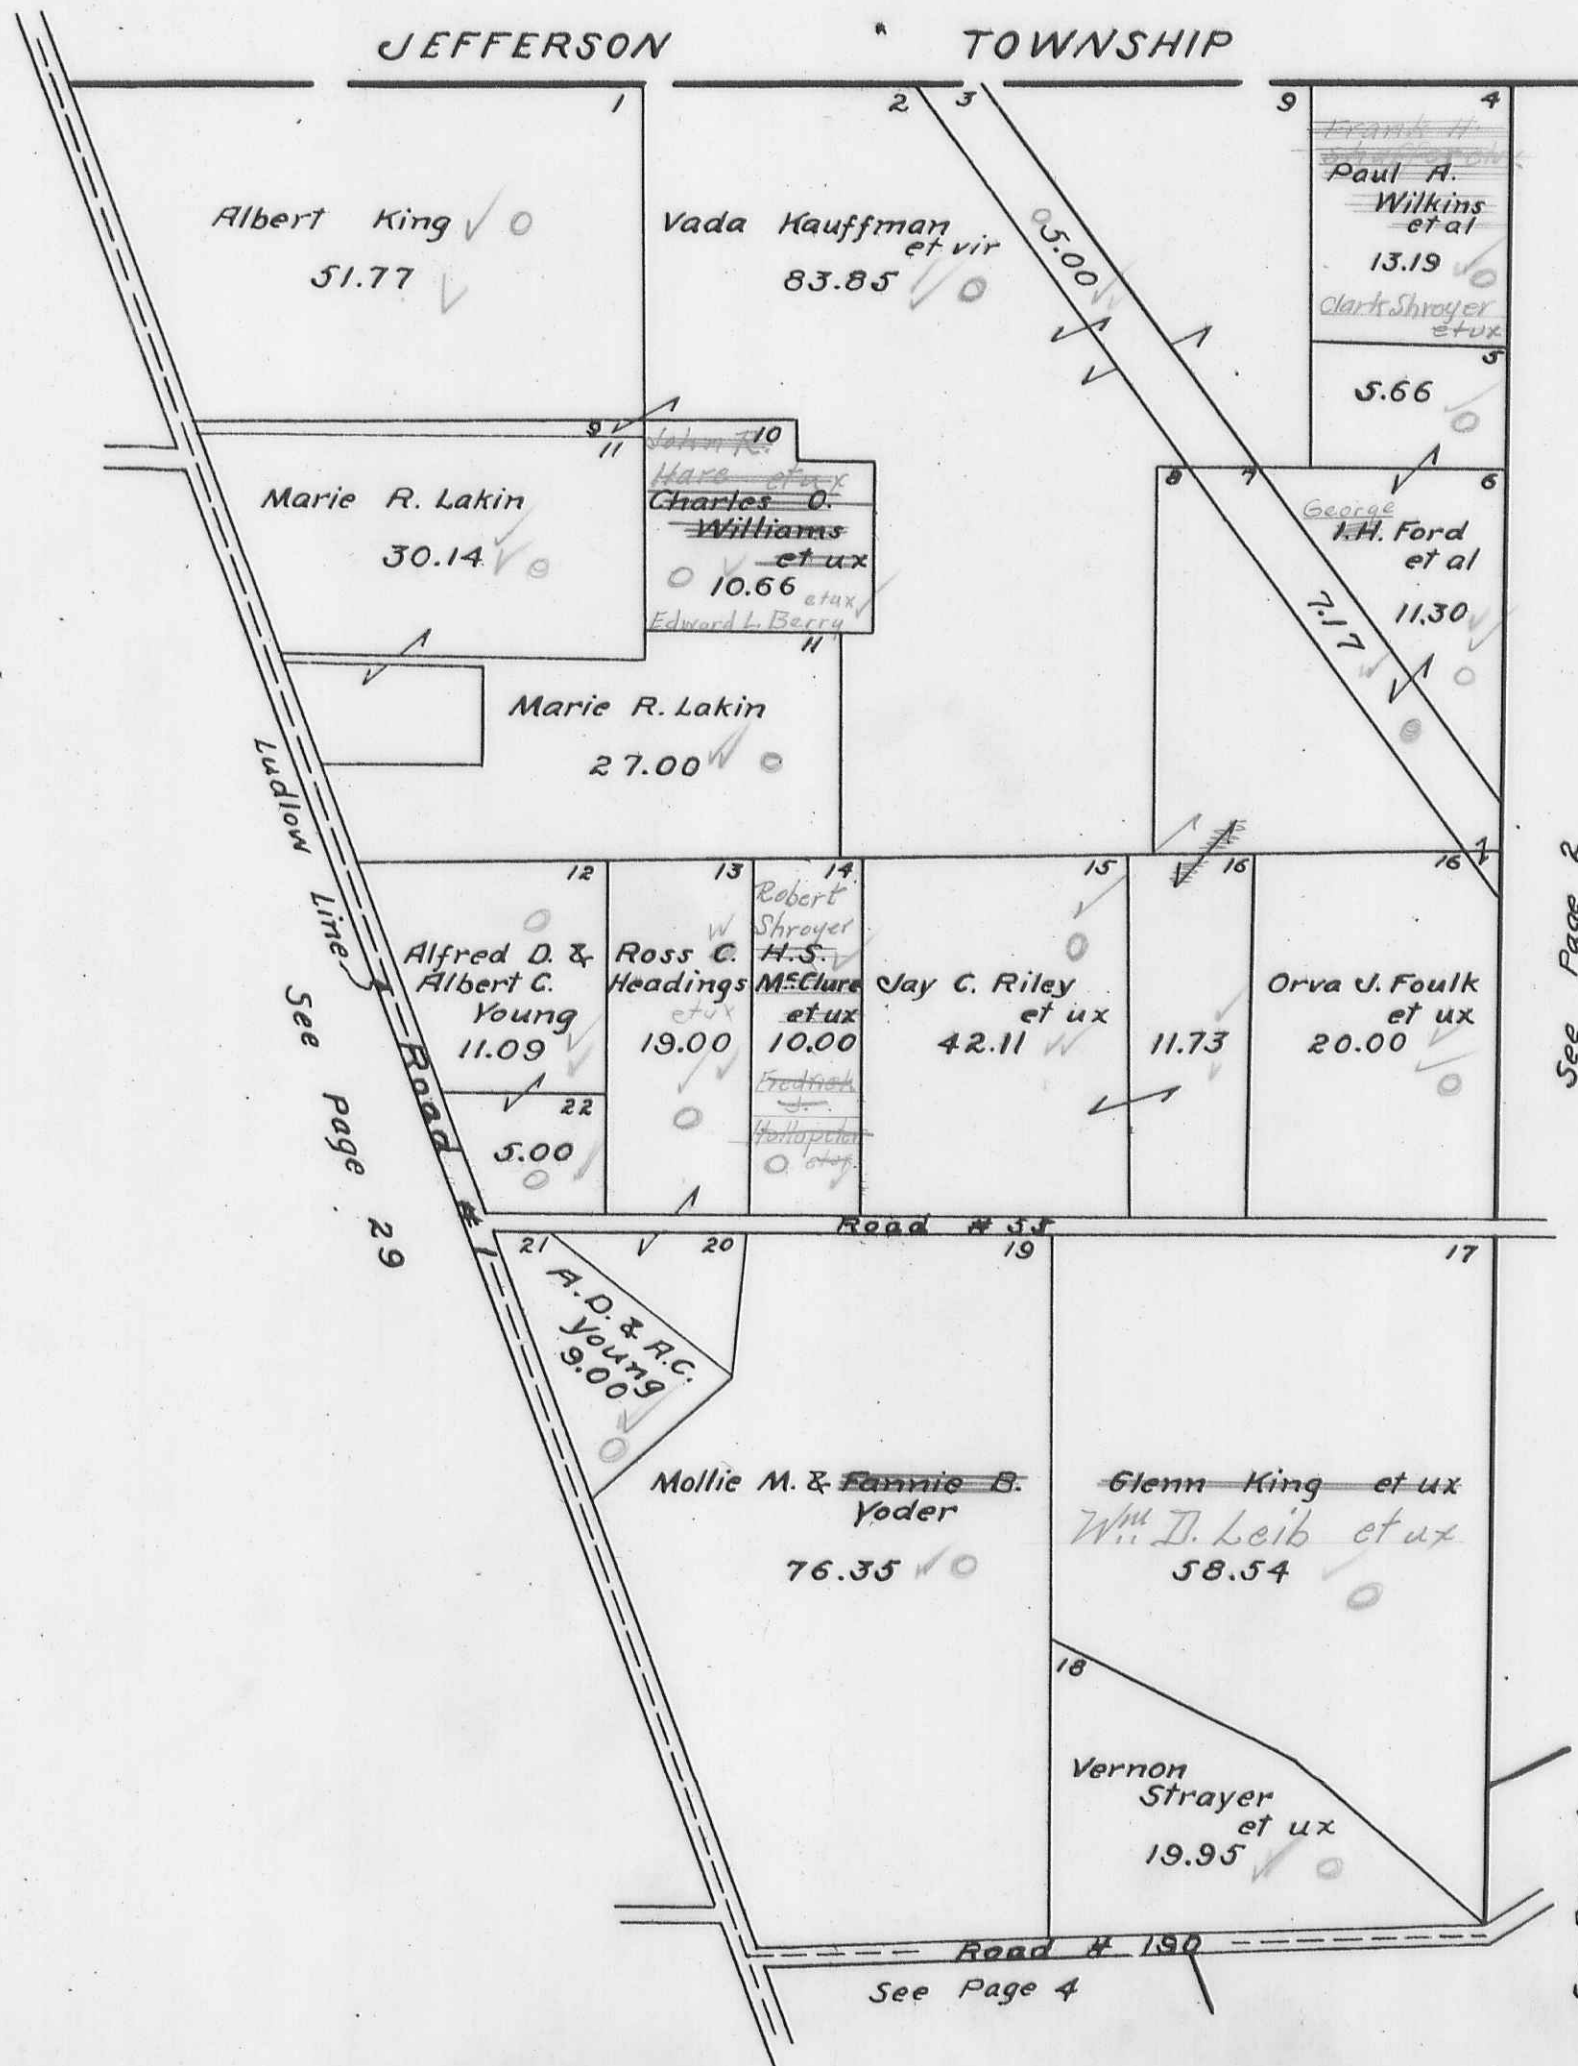 JEFFERSON TOWNSHIP
1
2
3
9
4
Albert King
51.77
Vada Kauffman
et vir
83.85
5.00
Frank H.
Paul A.
Wilkins
et al
13.19
Clark Shroyer
et ux
5
5.66
9
10
11
John R.
Hare et ux
Charles O.
Williams
et ux
10.66
et ux
Edward L. Berry
Marie R. Lakin
30.14
8
7
6
George
I.H. Ford
et al
11.30
7.17
11
Marie R. Lakin
27.00
Ludlow Line
Road # 1
See page 29
12
Alfred D. &
Albert C.
Young
11.09
22
5.00
13
Ross C.
Headings
et ux
19.00
14
Robert
Shroyer
H.S.
McClure
et ux
10.00
Fredrick
J.
et ux
15
Jay C. Riley
et ux
42.11
16
11.73
16
Orva J. Foulk
et ux
20.00
See Page 2
Road # 55
21
20
19
17
A.D. & A.C.
Young
9.00
Mollie M. & Fannie B.
Yoder
76.35
Glenn King et ux
Wm. D. Leib et ux
58.54
18
Vernon
Strayer
et ux
19.95
Road # 190
See Page 4